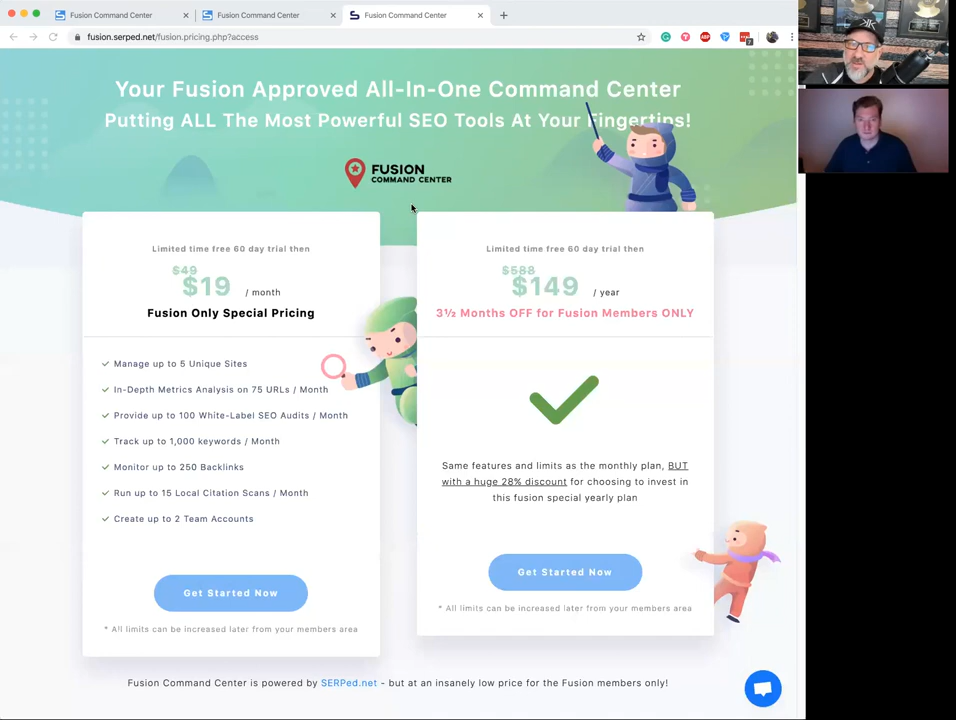 Fusion Command Center
Fusion Command Center
Fusion Command Center
fusion.serped.net/fusion.pricing.php?access
Your Fusion Approved All-In-One Command Center
Putting ALL The Most Powerful SEO Tools At Your Fingertips!
FUSION
COMMAND CENTER
Limited time free 60 day trial then
$49
$19 / month
Fusion Only Special Pricing
Manage up to 5 Unique Sites
In-Depth Metrics Analysis on 75 URLs / Month
Provide up to 100 White-Label SEO Audits / Month
Track up to 1,000 keywords / Month
Monitor up to 250 Backlinks
Run up to 15 Local Citation Scans / Month
Create up to 2 Team Accounts
Get Started Now
* All limits can be increased later from your members area
Limited time free 60 day trial then
$588
$149 / year
3½ Months OFF for Fusion Members ONLY
Same features and limits as the monthly plan, BUT
with a huge 28% discount for choosing to invest in
this fusion special yearly plan
Get Started Now
* All limits can be increased later from your members area
Fusion Command Center is powered by SERPed.net - but at an insanely low price for the Fusion members only!